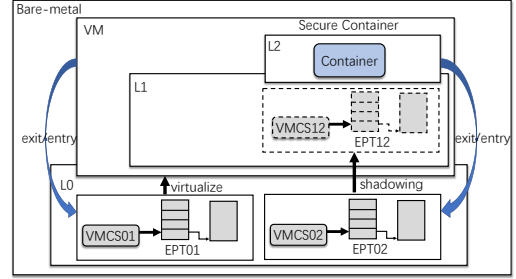 Bare-metal
VM
Secure Container
L2
Container
L1
VMCS12
EPT12
exit/entry
exit/entry
L0
virtualize
shadowing
VMCS01
EPT01
VMCS02
EPT02